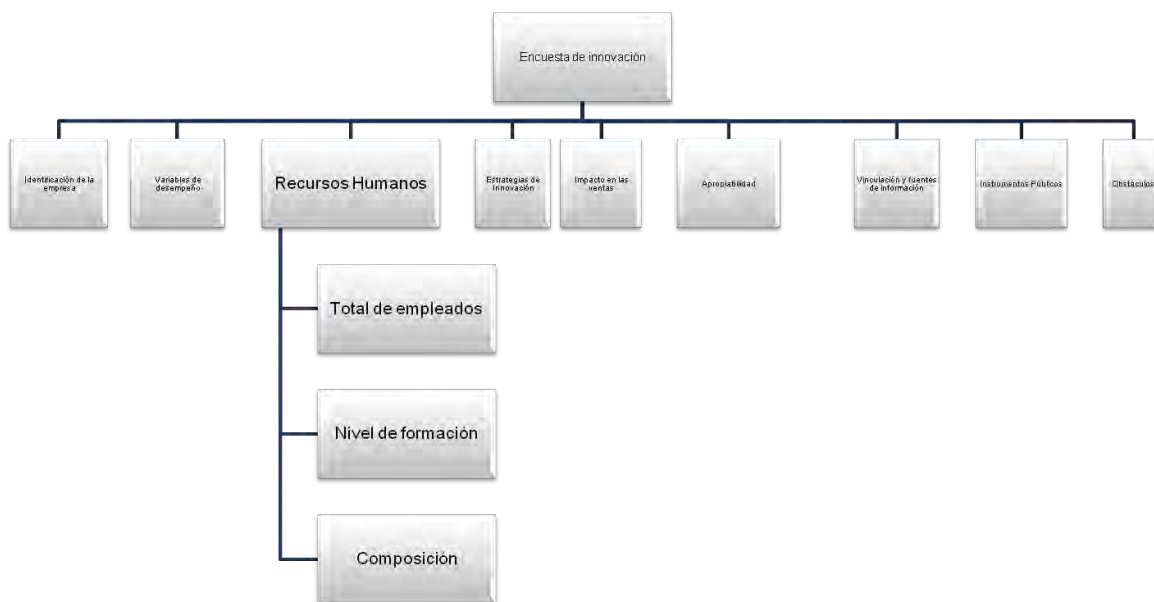 Encuesta de innovación
Identificación de la
empresa
Variables de
desempeño
Recursos Humanos
Estrategias de
Innovación
Impacto en las
ventas
Apropiabilidad
Vinculación y fuentes
de información
Instrumentos Públicos
Obstáculos
Total de empleados
Nivel de formación
Composición